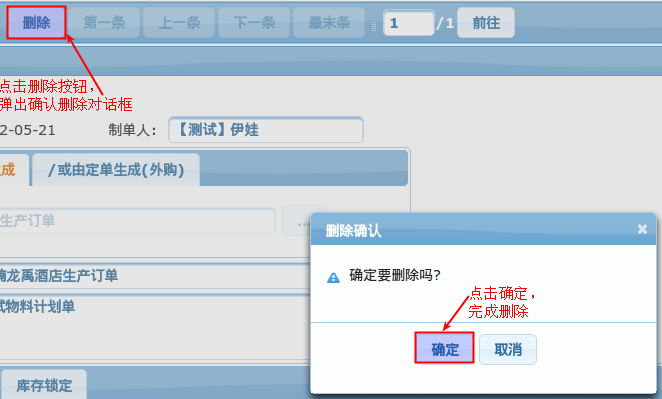 删除 第一条 上一条 下一条 最末条 1 /1 前往
点击删除按钮，
弹出确认删除对话框
2-05-21 制单人： 【测试】伊娃
成 /或由定单生成(外购)
生产订单 ...
龙禹酒店生产订单
试物料计划单
库存锁定
删除确认 ×
确定要删除吗?
点击确定，
完成删除
确定 取消